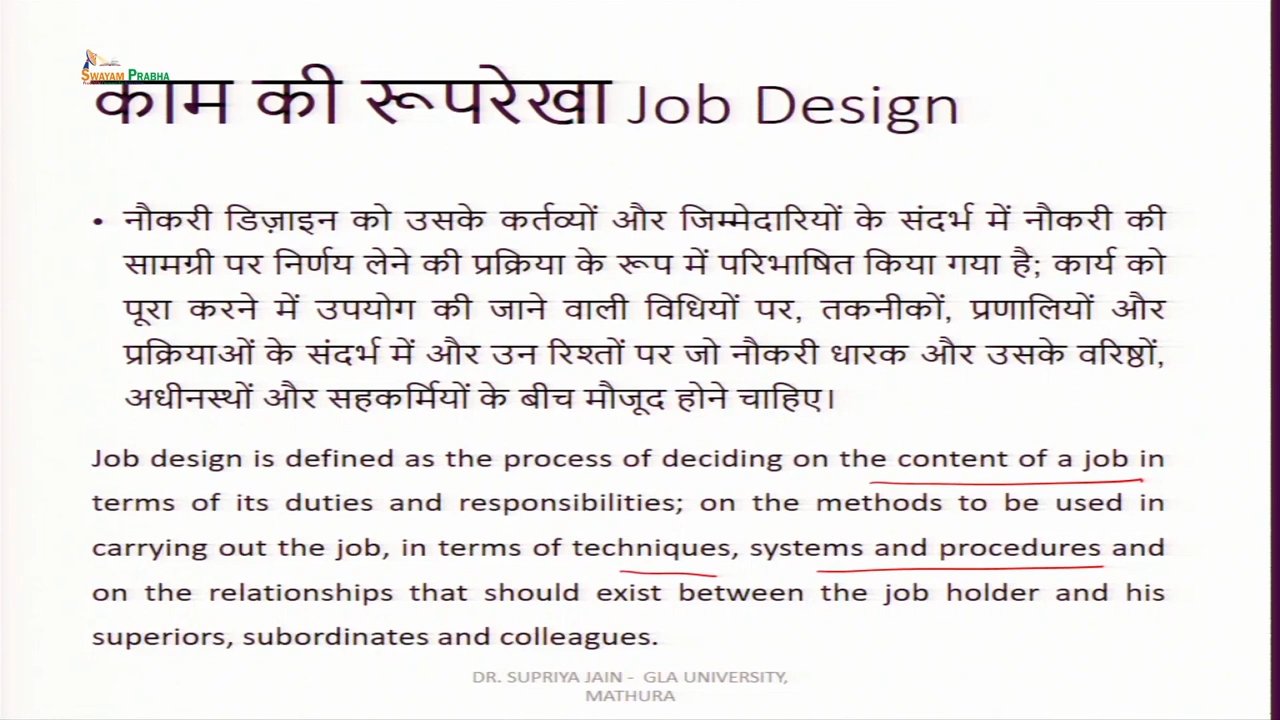 SWAYAM PRABHA
काम की रूपरेखा Job Design
• नौकरी डिज़ाइन को उसके कर्तव्यों और जिम्मेदारियों के संदर्भ में नौकरी की
सामग्री पर निर्णय लेने की प्रक्रिया के रूप में परिभाषित किया गया है; कार्य को
पूरा करने में उपयोग की जाने वाली विधियों पर, तकनीकों, प्रणालियों और
प्रक्रियाओं के संदर्भ में और उन रिश्तों पर जो नौकरी धारक और उसके वरिष्ठों,
अधीनस्थों और सहकर्मियों के बीच मौजूद होने चाहिए।
Job design is defined as the process of deciding on the content of a job in
terms of its duties and responsibilities; on the methods to be used in
carrying out the job, in terms of techniques, systems and procedures and
on the relationships that should exist between the job holder and his
superiors, subordinates and colleagues.
DR. SUPRIYA JAIN - GLA UNIVERSITY,
MATHURA